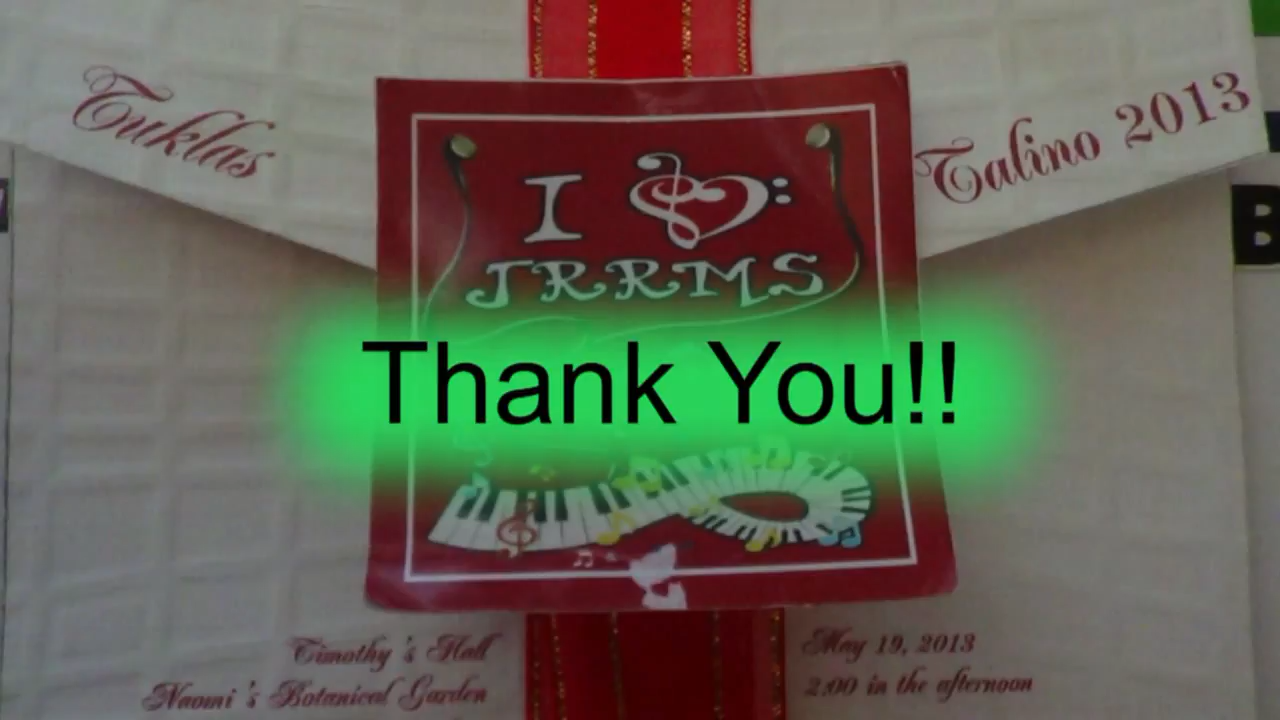 Tuklas
Talino 2013
I
JRRMS
Thank You!!
Timothy 's Hall
Naomi 's Botanical Garden
May 19, 2013
2:00 in the afternoon
B